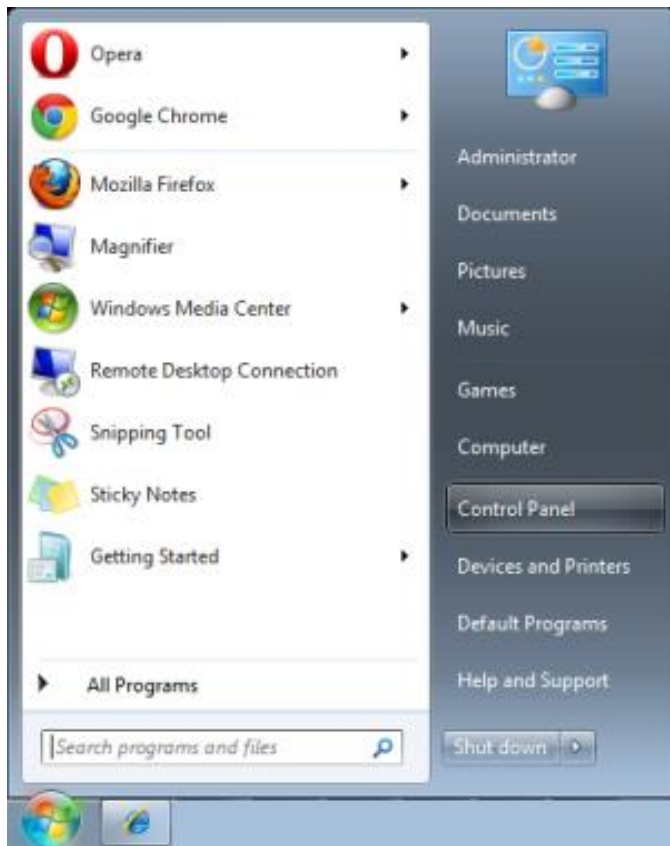 Opera
Google Chrome
Mozilla Firefox
Magnifier
Windows Media Center
Remote Desktop Connection
Snipping Tool
Sticky Notes
Getting Started
All Programs
Search programs and files
Administrator
Documents
Pictures
Music
Games
Computer
Control Panel
Devices and Printers
Default Programs
Help and Support
Shut down